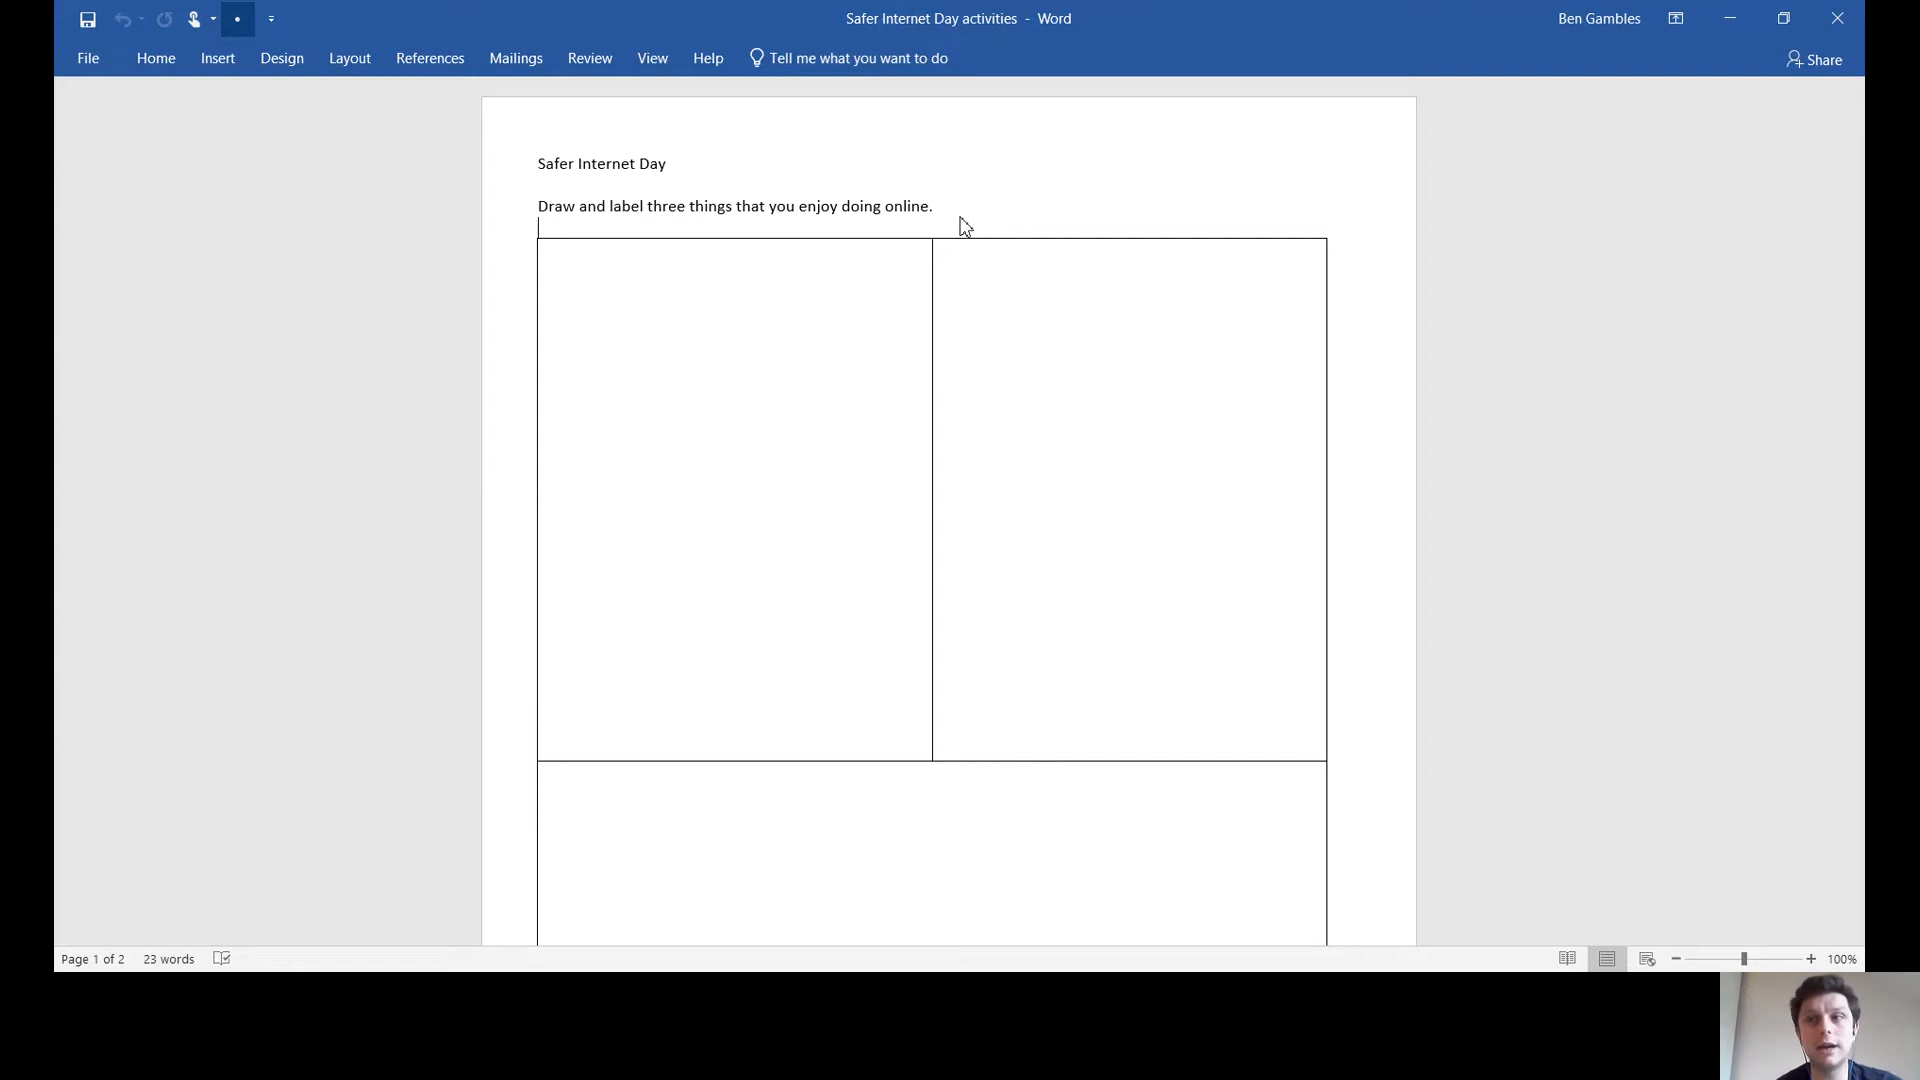 Safer Internet Day activities - Word
Ben Gambles
File Home Insert Design Layout References Mailings Review View Help Tell me what you want to do
Share
Safer Internet Day
Draw and label three things that you enjoy doing online.
Page 1 of 2 23 words
100%